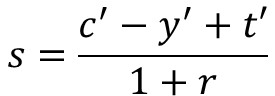 s = (c′ − y′ + t′) / (1 + r)